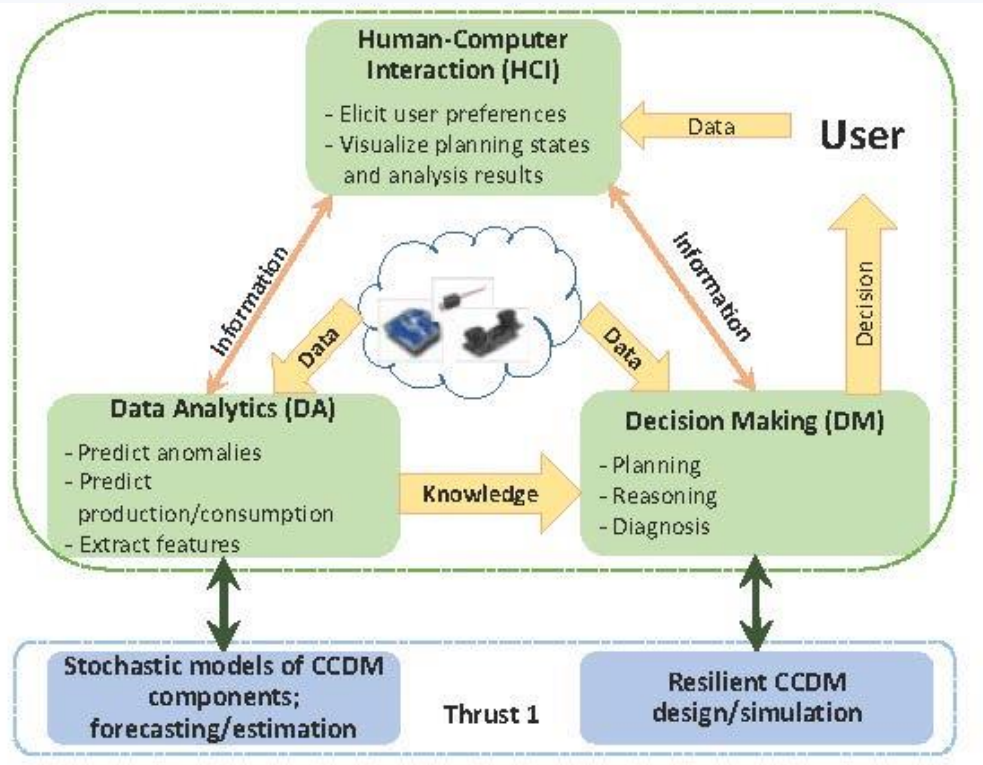 Human-Computer
Interaction (HCI)
- Elicit user preferences
- Visualize planning states
and analysis results
Data
User
Information
Information
Data
Data
Decision
Data Analytics (DA)
- Predict anomalies
- Predict
production/consumption
- Extract features
Knowledge
Decision Making (DM)
- Planning
- Reasoning
- Diagnosis
Stochastic models of CCDM
components;
forecasting/estimation
Thrust 1
Resilient CCDM
design/simulation